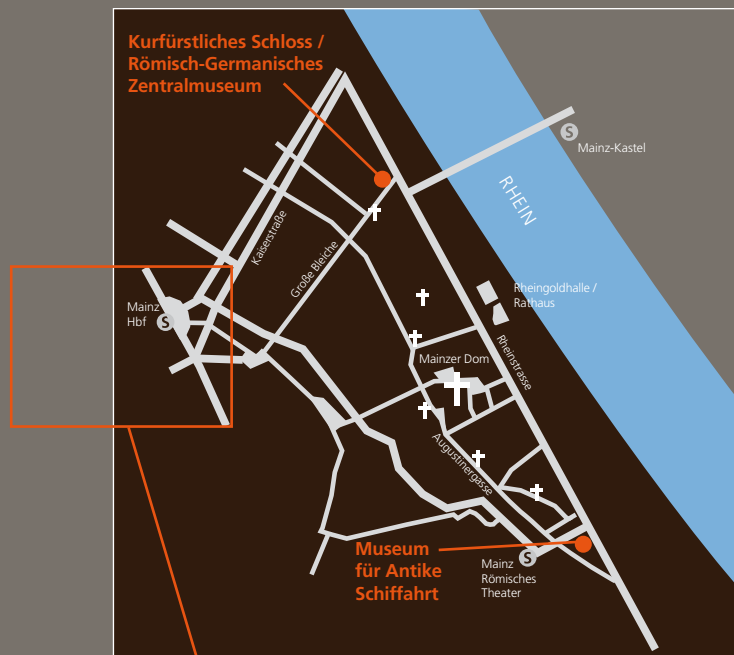 Kurfürstliches Schloss /
Römisch-Germanisches
Zentralmuseum
S
Mainz-Kastel
RHEIN
Kaiserstraße
Große Bleiche
Rheingoldhalle /
Rathaus
Mainz
Hbf
S
Rheinstrasse
Mainzer Dom
Augustinergasse
Museum
für Antike
Schiffahrt
S
Mainz
Römisches
Theater